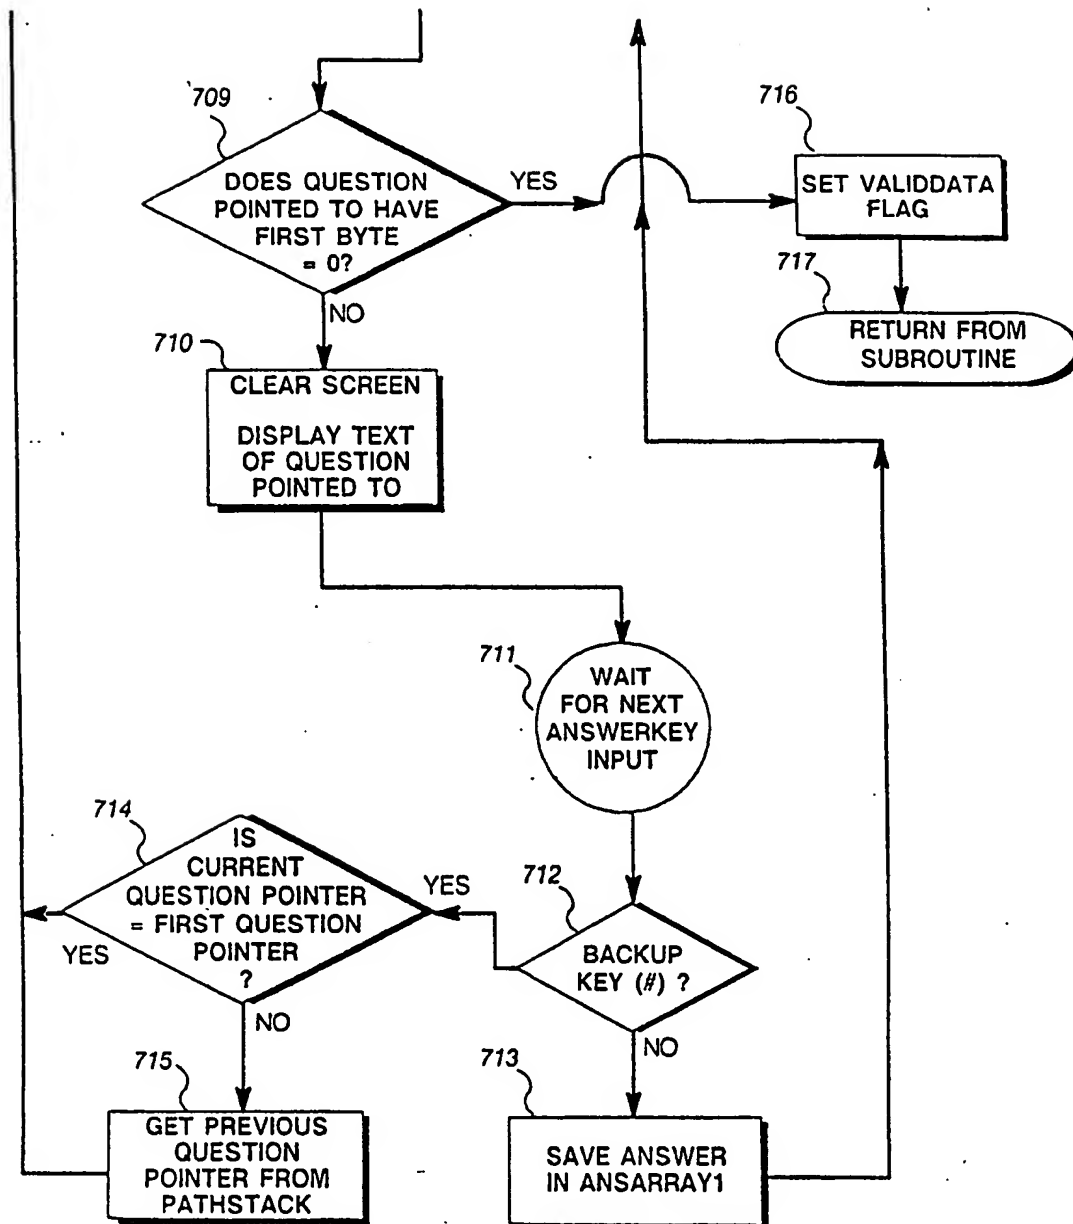 709
DOES QUESTION
POINTED TO HAVE
FIRST BYTE
= 0?
YES
NO
716
SET VALIDDATA
FLAG
717
RETURN FROM
SUBROUTINE
710
CLEAR SCREEN
DISPLAY TEXT
OF QUESTION
POINTED TO
711
WAIT
FOR NEXT
ANSWERKEY
INPUT
712
BACKUP
KEY (#) ?
YES
NO
714
IS
CURRENT
QUESTION POINTER
= FIRST QUESTION
POINTER
?
YES
NO
715
GET PREVIOUS
QUESTION
POINTER FROM
PATHSTACK
713
SAVE ANSWER
IN ANSARRAY1